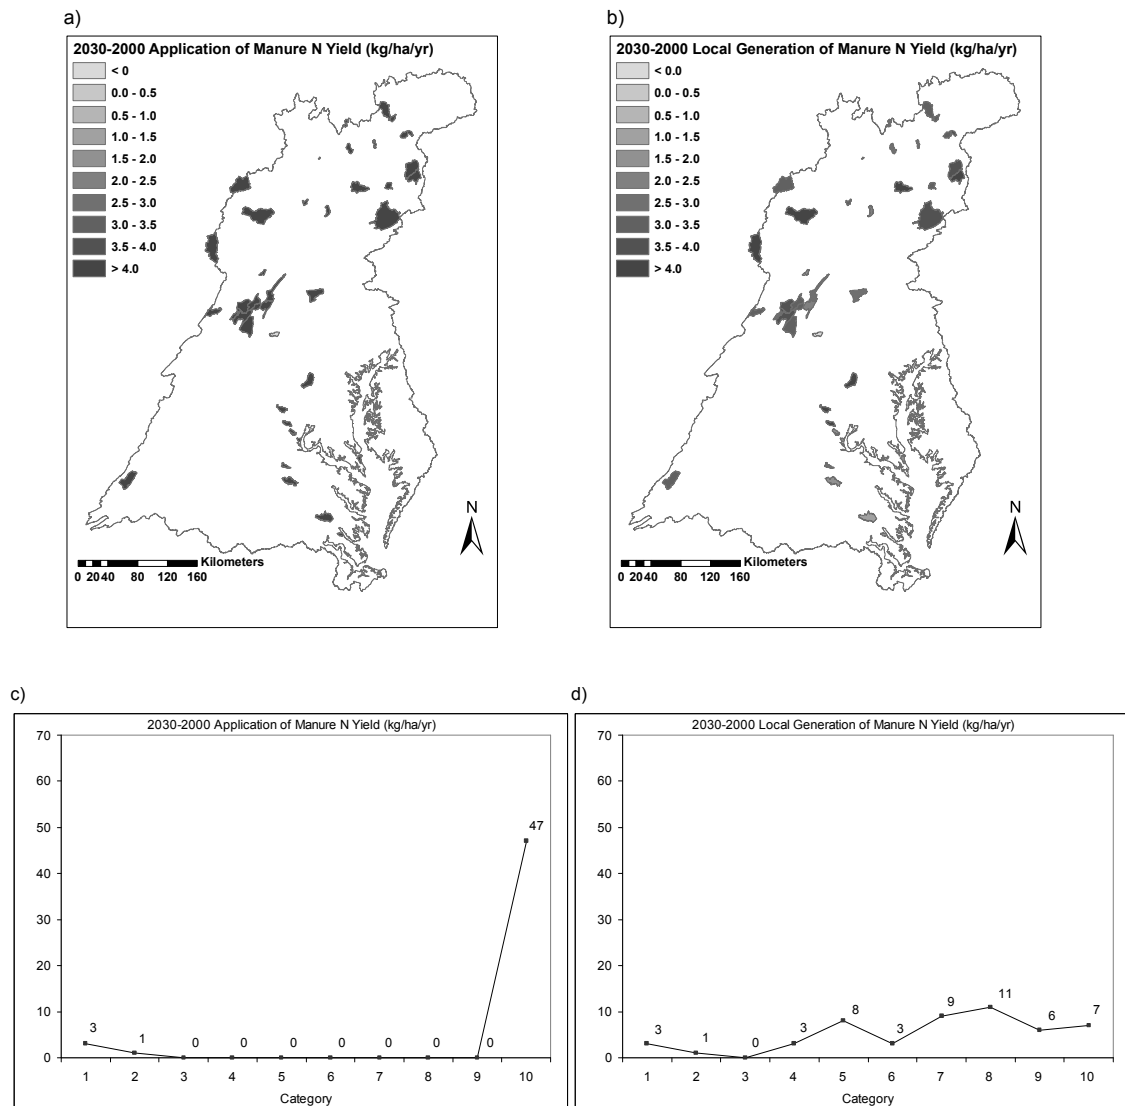 a)
2030-2000 Application of Manure N Yield (kg/ha/yr)
< 0
0.0 - 0.5
0.5 - 1.0
1.0 - 1.5
1.5 - 2.0
2.0 - 2.5
2.5 - 3.0
3.0 - 3.5
3.5 - 4.0
> 4.0
N
Kilometers
0 20 40 80 120 160
b)
2030-2000 Local Generation of Manure N Yield (kg/ha/yr)
< 0.0
0.0 - 0.5
0.5 - 1.0
1.0 - 1.5
1.5 - 2.0
2.0 - 2.5
2.5 - 3.0
3.0 - 3.5
3.5 - 4.0
> 4.0
N
Kilometers
0 20 40 80 120 160
c)
2030-2000 Application of Manure N Yield (kg/ha/yr)
70
60
50
40
30
20
10
0
3 1 0 0 0 0 0 0 0 47
1 2 3 4 5 6 7 8 9 10
Category
d)
2030-2000 Local Generation of Manure N Yield (kg/ha/yr)
70
60
50
40
30
20
10
0
3 1 0 3 8 3 9 11 6 7
1 2 3 4 5 6 7 8 9 10
Category